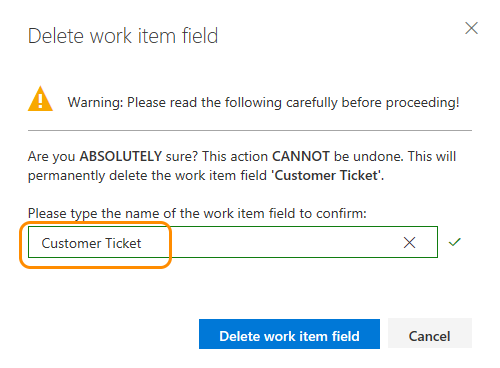 Delete work item field
Warning: Please read the following carefully before proceeding!
Are you ABSOLUTELY sure? This action CANNOT be undone. This will
permanently delete the work item field 'Customer Ticket'.
Please type the name of the work item field to confirm:
Customer Ticket
Delete work item field
Cancel